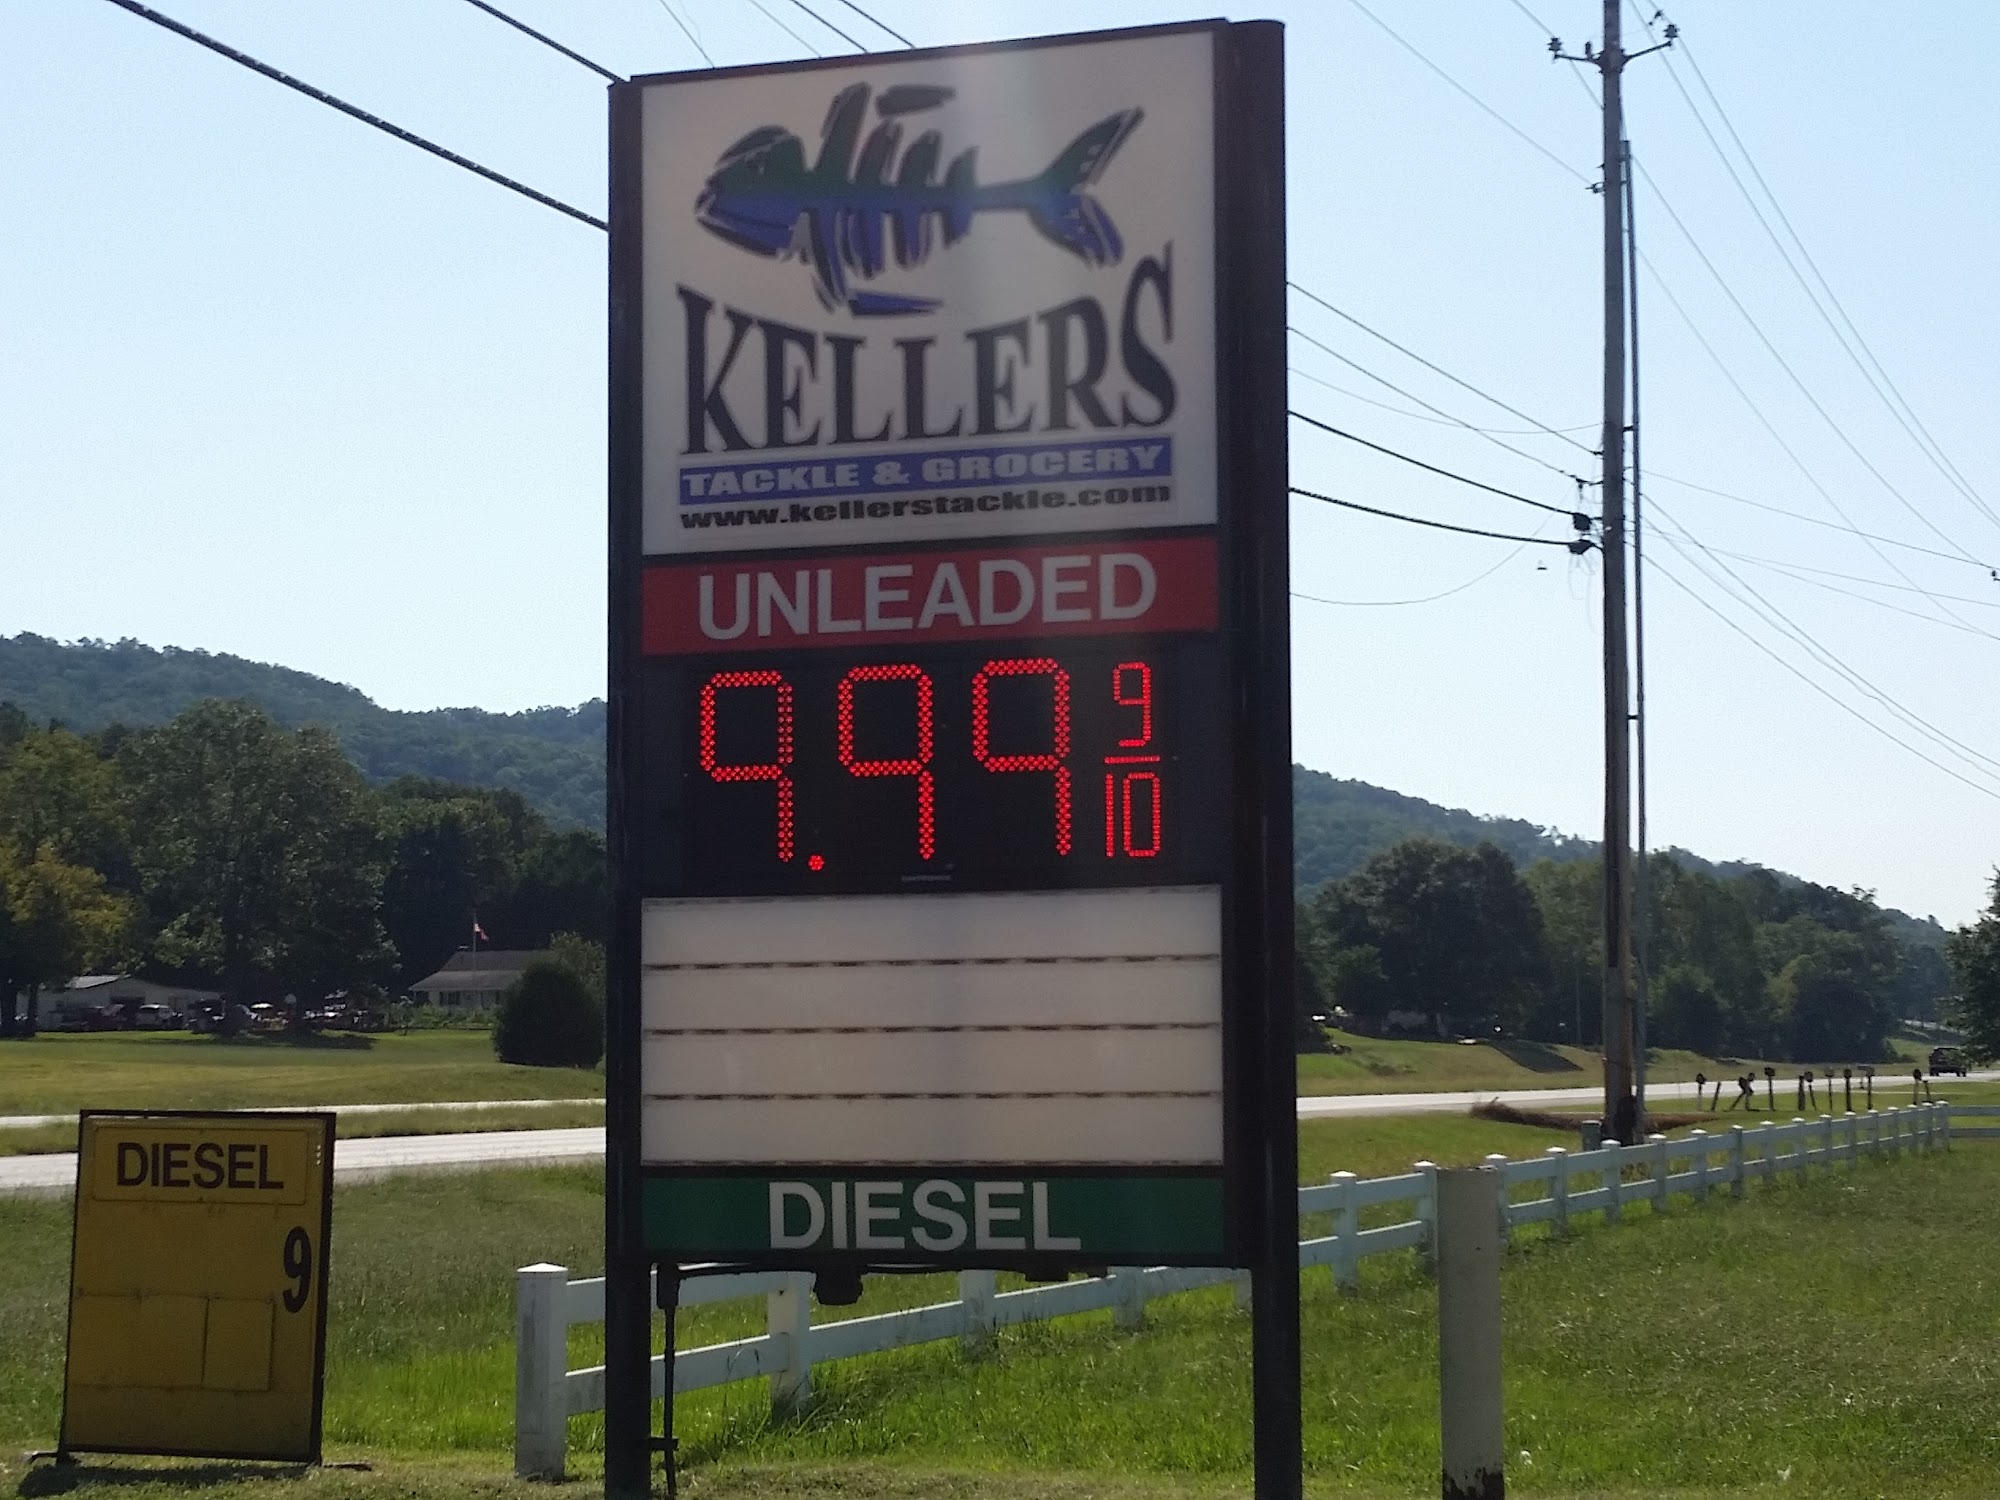 KELLERS
TACKLE & GROCERY
www.kellerstackle.com
UNLEADED
9.99 9/10
DIESEL
DIESEL
9